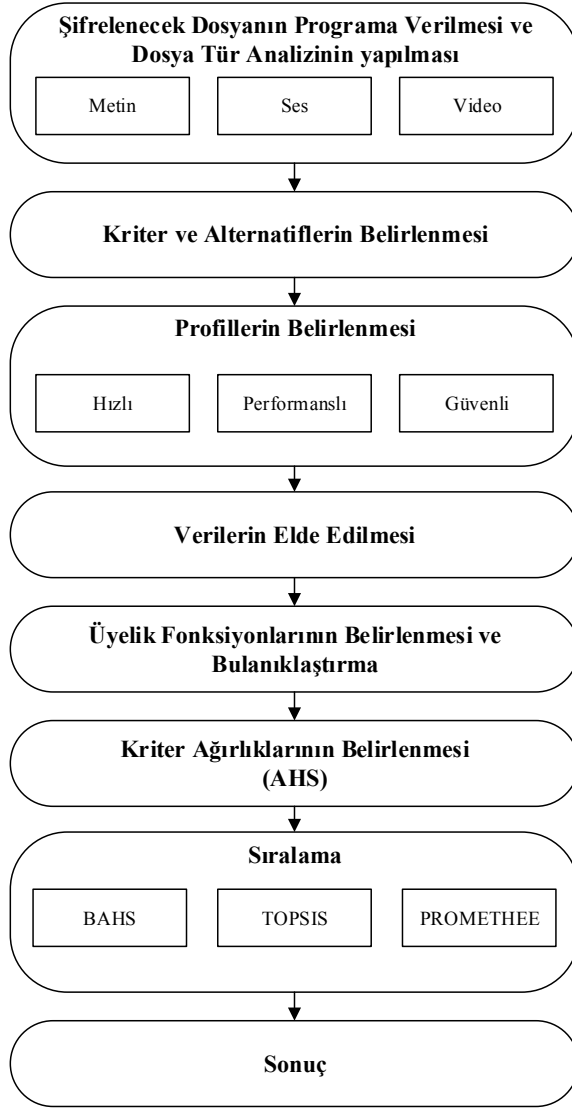 Şifrelenecek Dosyanın Programa Verilmesi ve
Dosya Tür Analizinin yapılması
Metin
Ses
Video
Kriter ve Alternatiflerin Belirlenmesi
Profillerin Belirlenmesi
Hızlı
Performanslı
Güvenli
Verilerin Elde Edilmesi
Üyelik Fonksiyonlarının Belirlenmesi ve
Bulanıklaştırma
Kriter Ağırlıklarının Belirlenmesi
(AHS)
Sıralama
BAHS
TOPSIS
PROMETHEE
Sonuç